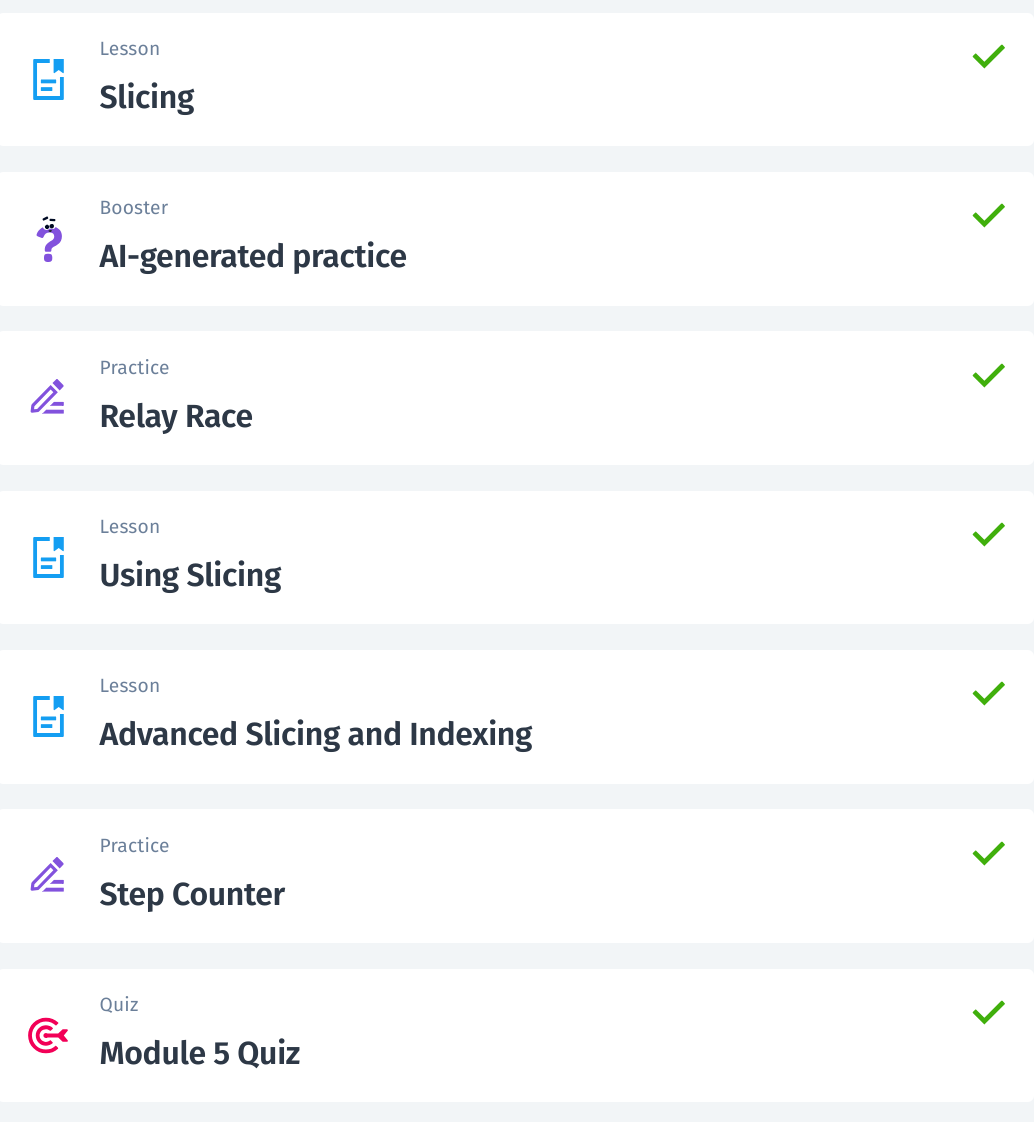 Lesson
Slicing
Booster
AI-generated practice
Practice
Relay Race
Lesson
Using Slicing
Lesson
Advanced Slicing and Indexing
Practice
Step Counter
Quiz
Module 5 Quiz